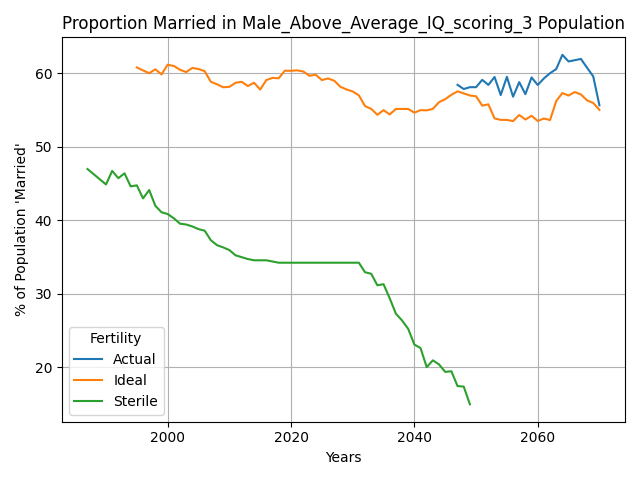 Proportion Married in Male_Above_Average_IQ_scoring_3 Population
% of Population 'Married'
60
50
40
30
20
Fertility
Actual
Ideal
Sterile
2000 2020 2040 2060
Years